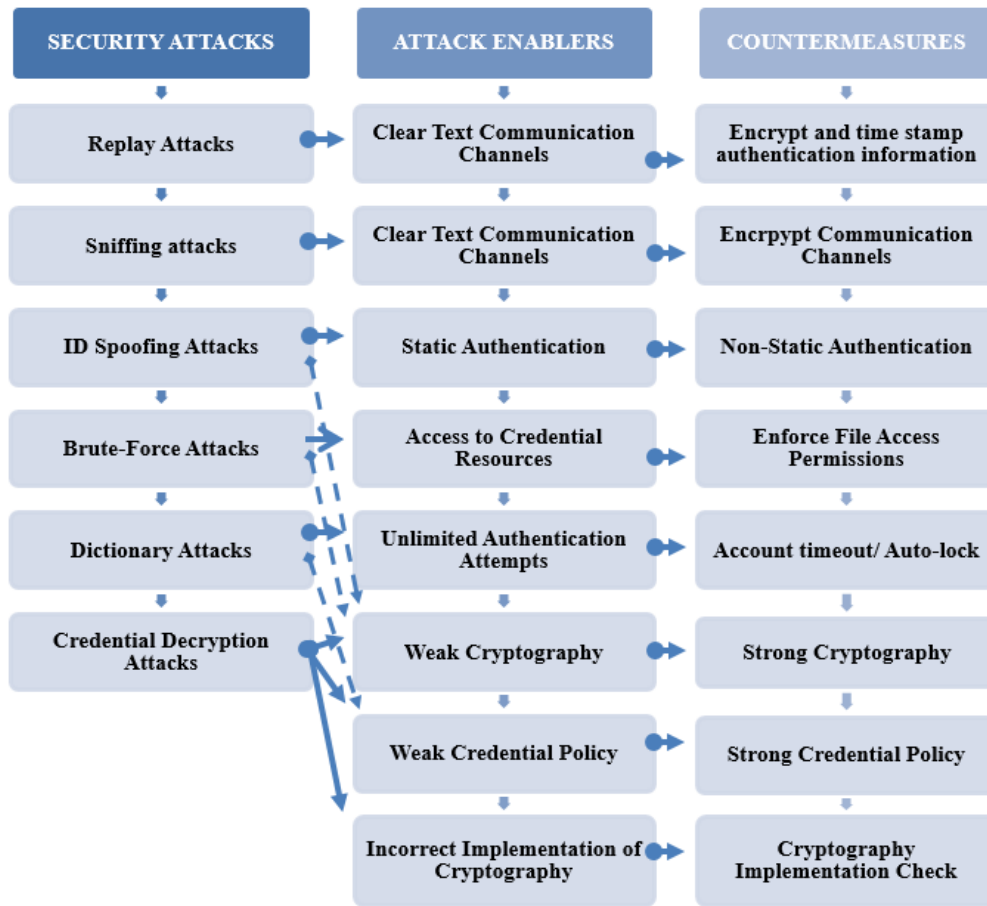 SECURITY ATTACKS
ATTACK ENABLERS
COUNTERMEASURES
Replay Attacks
Clear Text Communication
Channels
Encrypt and time stamp
authentication information
Sniffing attacks
Clear Text Communication
Channels
Encrpypt Communication
Channels
ID Spoofing Attacks
Static Authentication
Non-Static Authentication
Brute-Force Attacks
Access to Credential
Resources
Enforce File Access
Permissions
Dictionary Attacks
Unlimited Authentication
Attempts
Account timeout/ Auto-lock
Credential Decryption
Attacks
Weak Cryptography
Strong Cryptography
Weak Credential Policy
Strong Credential Policy
Incorrect Implementation of
Cryptography
Cryptography
Implementation Check